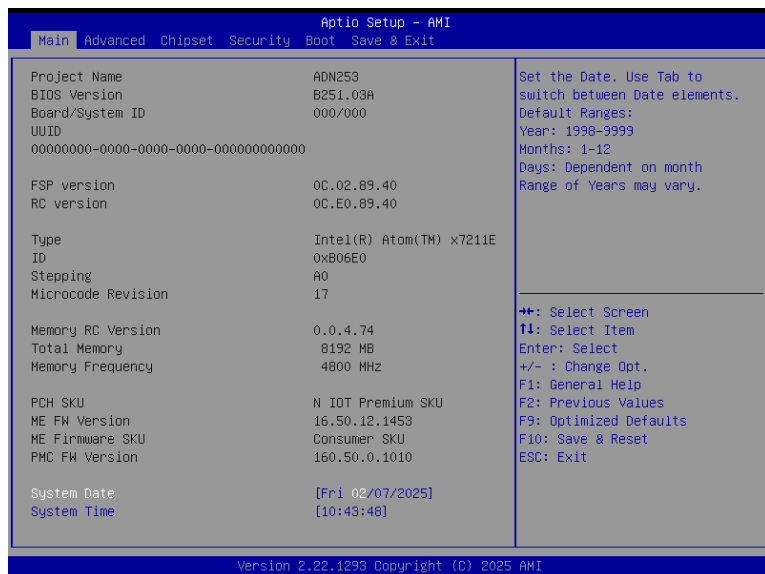 Aptio Setup – AMI
Main Advanced Chipset Security Boot Save & Exit
Project Name ADN253
BIOS Version B251.03A
Board/System ID 000/000
UUID
00000000-0000-0000-0000-000000000000
FSP version 0C.02.89.40
RC version 0C.E0.89.40
Type Intel(R) Atom(TM) x7211E
ID 0xB06E0
Stepping A0
Microcode Revision 17
Memory RC Version 0.0.4.74
Total Memory 8192 MB
Memory Frequency 4800 MHz
PCH SKU N IOT Premium SKU
ME FW Version 16.50.12.1453
ME Firmware SKU Consumer SKU
PMC FW Version 160.50.0.1010
System Date [Fri 02/07/2025]
System Time [10:43:48]
Set the Date. Use Tab to
switch between Date elements.
Default Ranges:
Year: 1998-9999
Months: 1-12
Days: Dependent on month
Range of Years may vary.
→←: Select Screen
↑↓: Select Item
Enter: Select
+/- : Change Opt.
F1: General Help
F2: Previous Values
F9: Optimized Defaults
F10: Save & Reset
ESC: Exit
Version 2.22.1293 Copyright (C) 2025 AMI